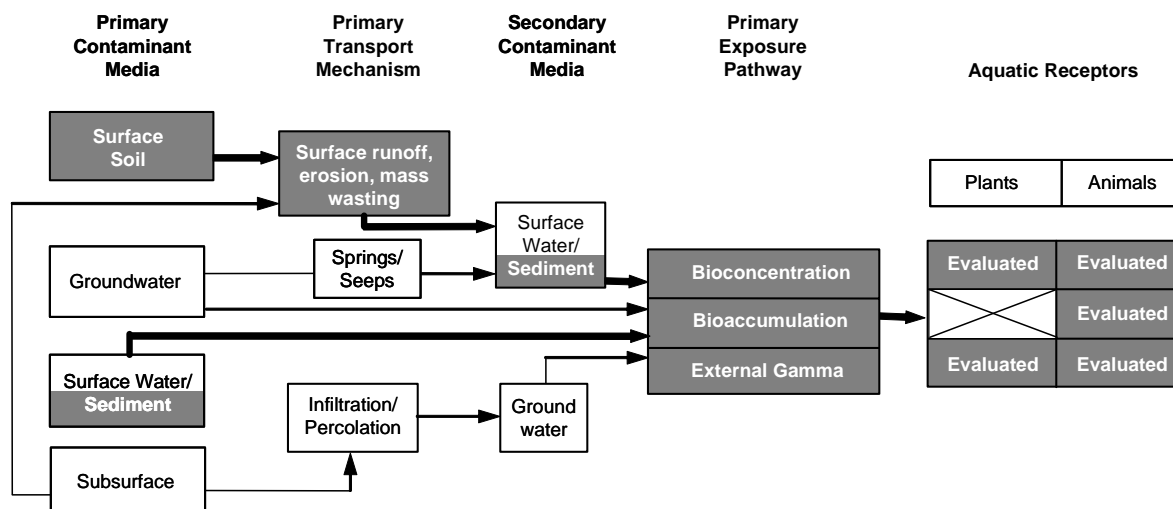 Primary
Contaminant
Media
Primary
Transport
Mechanism
Secondary
Contaminant
Media
Primary
Exposure
Pathway
Aquatic Receptors
Surface
Soil
Surface runoff,
erosion, mass
wasting
Plants
Animals
Surface
Water/
Sediment
Groundwater
Springs/
Seeps
Bioconcentration
Bioaccumulation
External Gamma
Evaluated
Evaluated
Evaluated
Evaluated
Evaluated
Surface Water/
Sediment
Infiltration/
Percolation
Ground
water
Subsurface